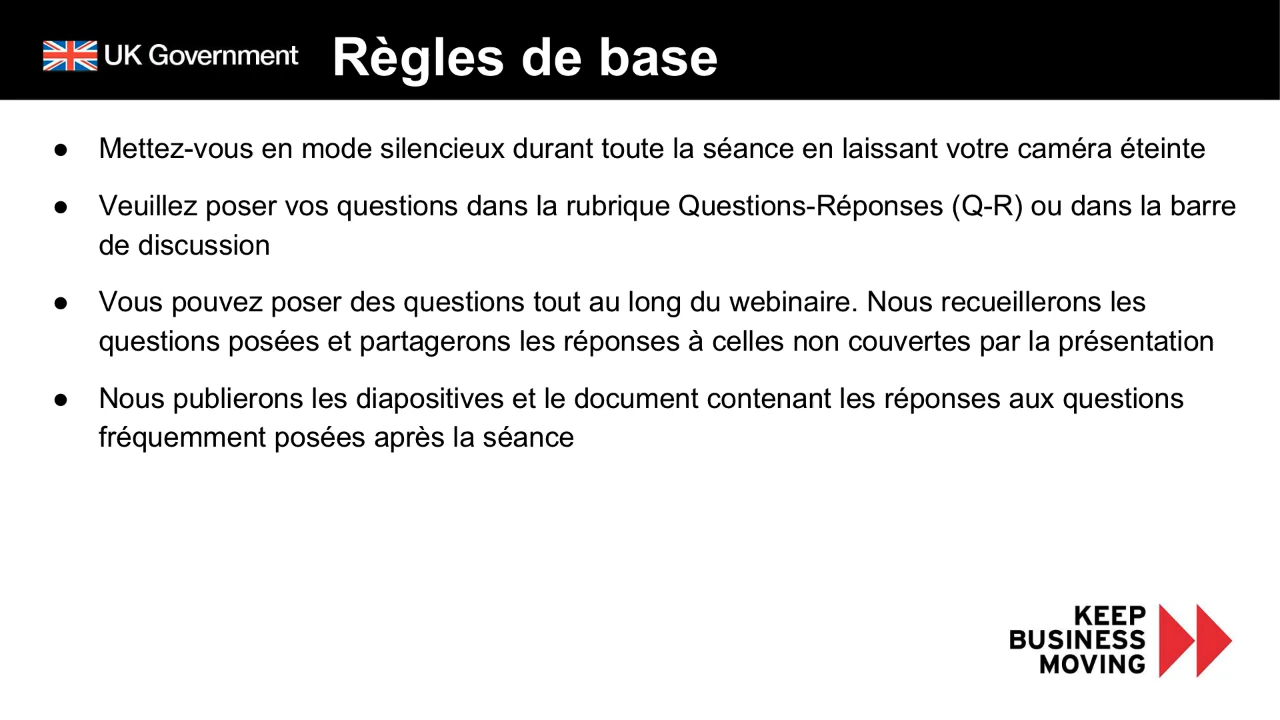 UK Government Règles de base
● Mettez-vous en mode silencieux durant toute la séance en laissant votre caméra éteinte
● Veuillez poser vos questions dans la rubrique Questions-Réponses (Q-R) ou dans la barre
de discussion
● Vous pouvez poser des questions tout au long du webinaire. Nous recueillerons les
questions posées et partagerons les réponses à celles non couvertes par la présentation
● Nous publierons les diapositives et le document contenant les réponses aux questions
fréquemment posées après la séance
KEEP
BUSINESS
MOVING